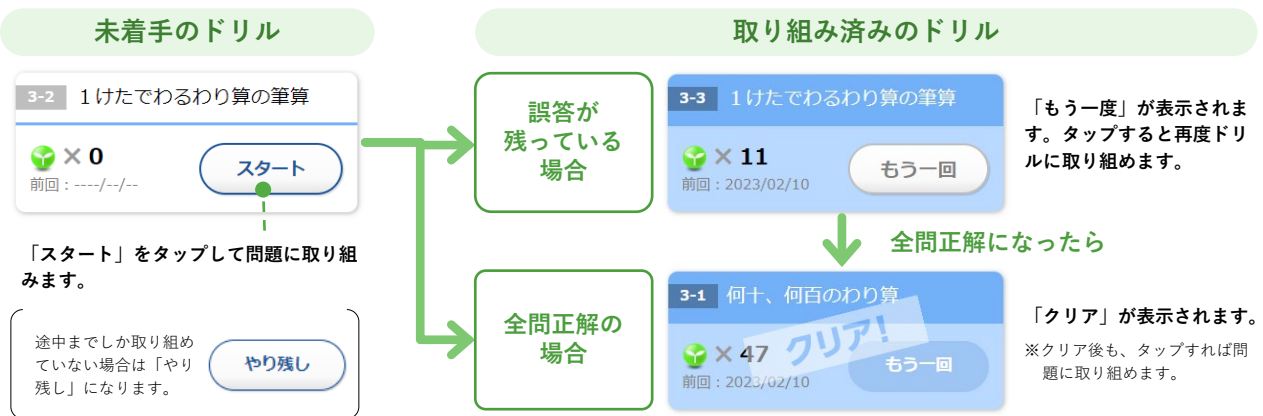 未着手のドリル
3-2 1けたでわるわり算の筆算
× 0
前回：----/--/--
スタート
「スタート」をタップして問題に取り組
みます。
途中までしか取り組め
ていない場合は「やり
残し」になります。
やり残し
取り組み済みのドリル
誤答が
残っている
場合
3-3 1けたでわるわり算の筆算
× 11
前回：2023/02/10
もう一回
「もう一度」が表示されま
す。タップすると再度ドリ
ルに取り組めます。
全問正解になったら
全問正解の
場合
3-1 何十、何百のわり算
クリア!
× 47
前回：2023/02/10
もう一回
「クリア」が表示されます。
※クリア後も、タップすれば問
題に取り組めます。